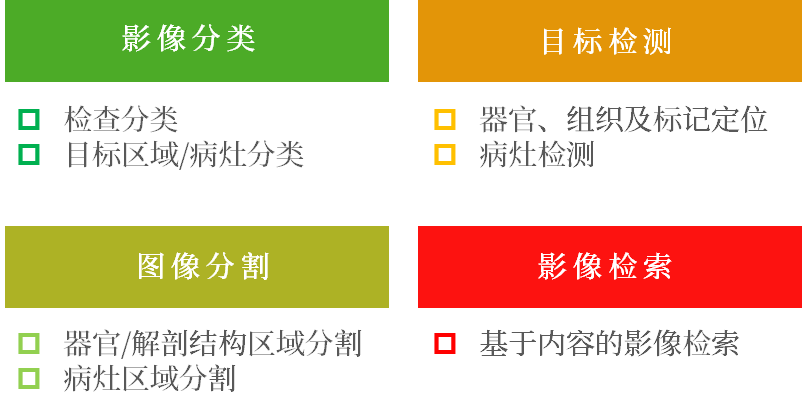 影像分类
检查分类
目标区域/病灶分类
目标检测
器官、组织及标记定位
病灶检测
图像分割
器官/解剖结构区域分割
病灶区域分割
影像检索
基于内容的影像检索